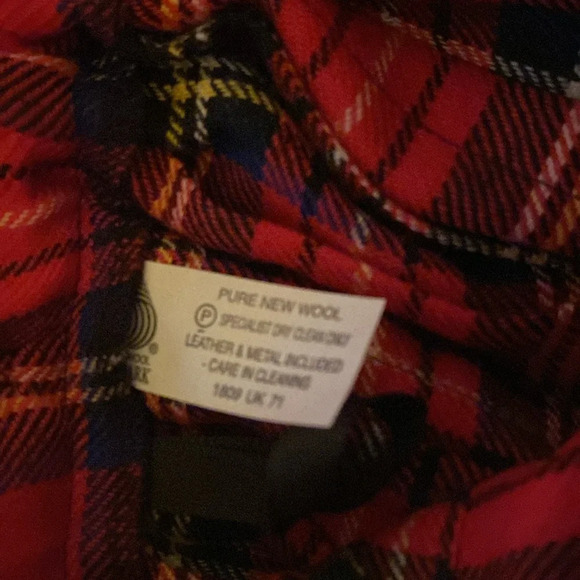 PURE NEW WOOL
P SPECIALIST DRY CLEAN ONLY
LEATHER & METAL INCLUDED
- CARE IN CLEANING
1809 UK 71